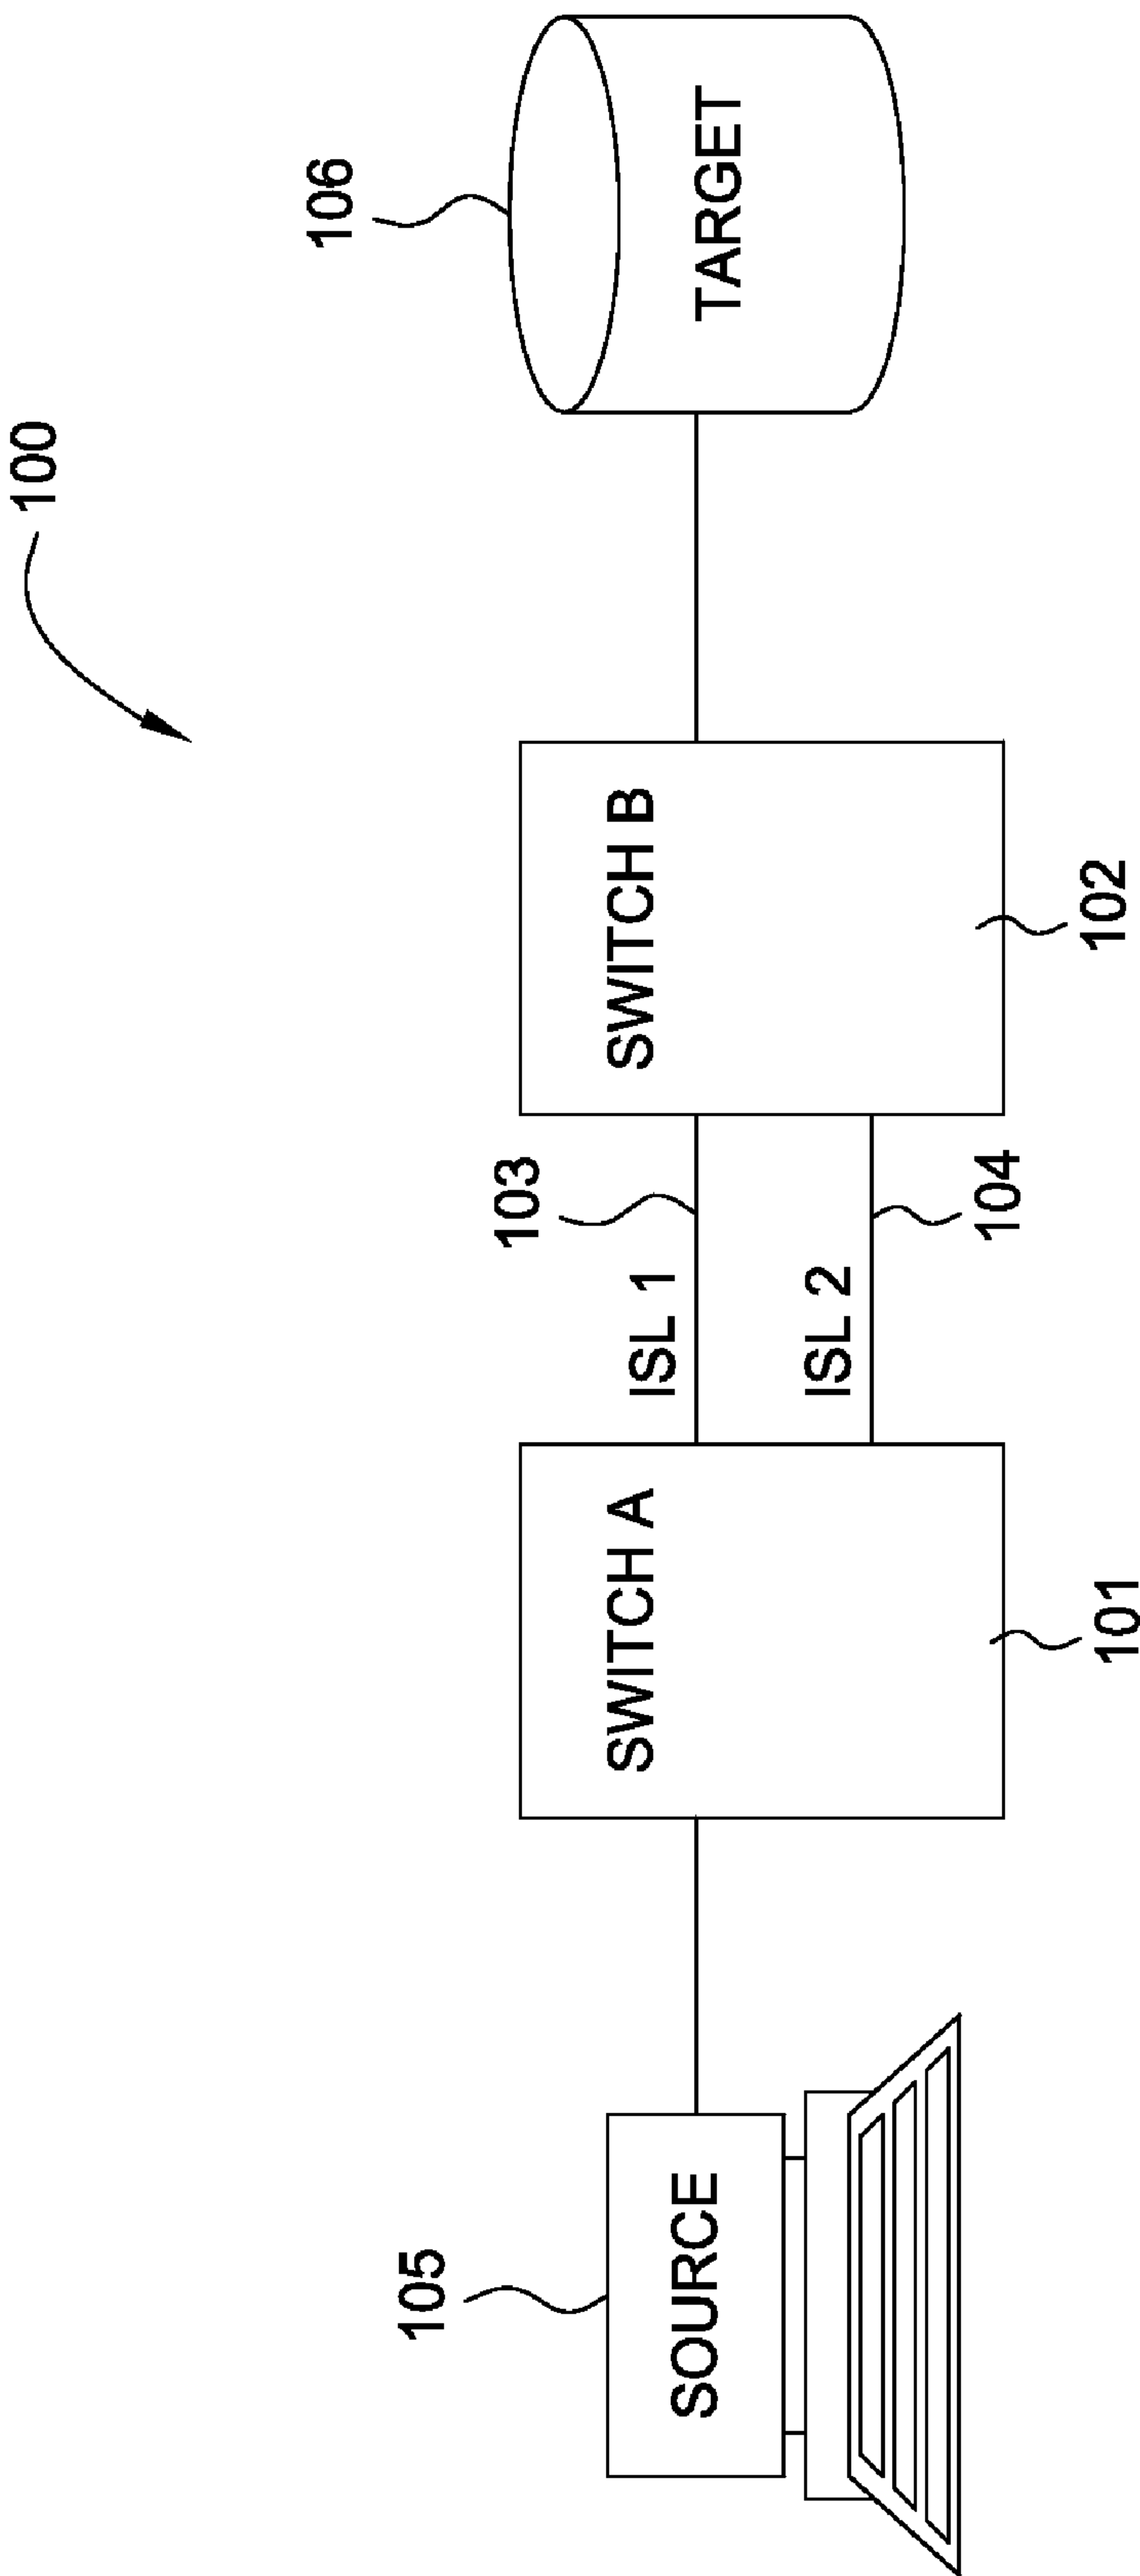 100
105
SOURCE
SWITCH A
101
ISL 1
103
ISL 2
104
SWITCH B
102
106
TARGET